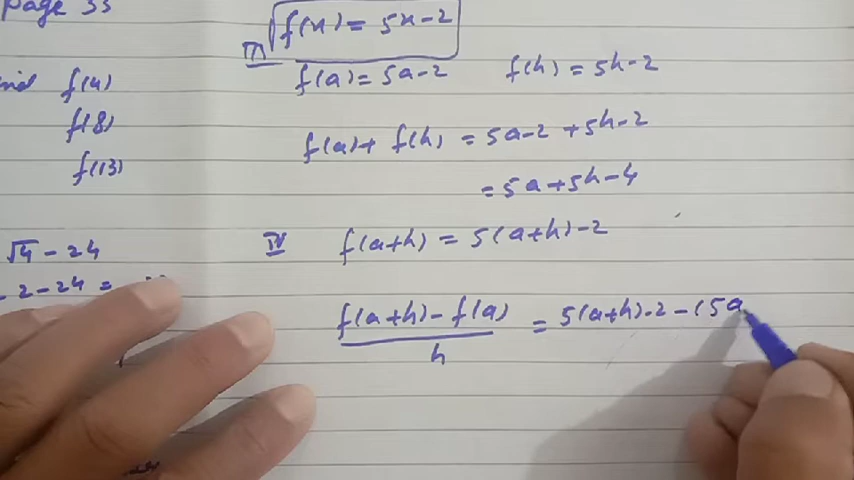 page 33
f(4)
f(8)
f(13)
√4 - 24
- 2 - 24 =
III f(x) = 5x-2
f(a) = 5a-2 f(h) = 5h-2
f(a)+ f(h) = 5a-2 +5h-2
= 5a+5h-4
IV f(a+h) = 5(a+h)-2
f(a+h) - f(a) / h = 5(a+h)-2 - (5a